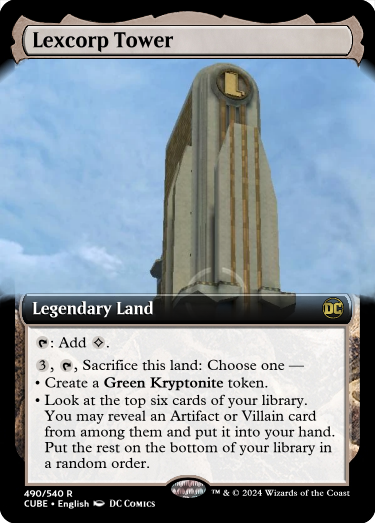 Lexcorp Tower
L
Legendary Land
DC
: Add .
3, , Sacrifice this land: Choose one —
• Create a Green Kryptonite token.
• Look at the top six cards of your library.
You may reveal an Artifact or Villain card
from among them and put it into your hand.
Put the rest on the bottom of your library in
a random order.
490/540 R
CUBE • English DC COMICS
™ & © 2024 Wizards of the Coast